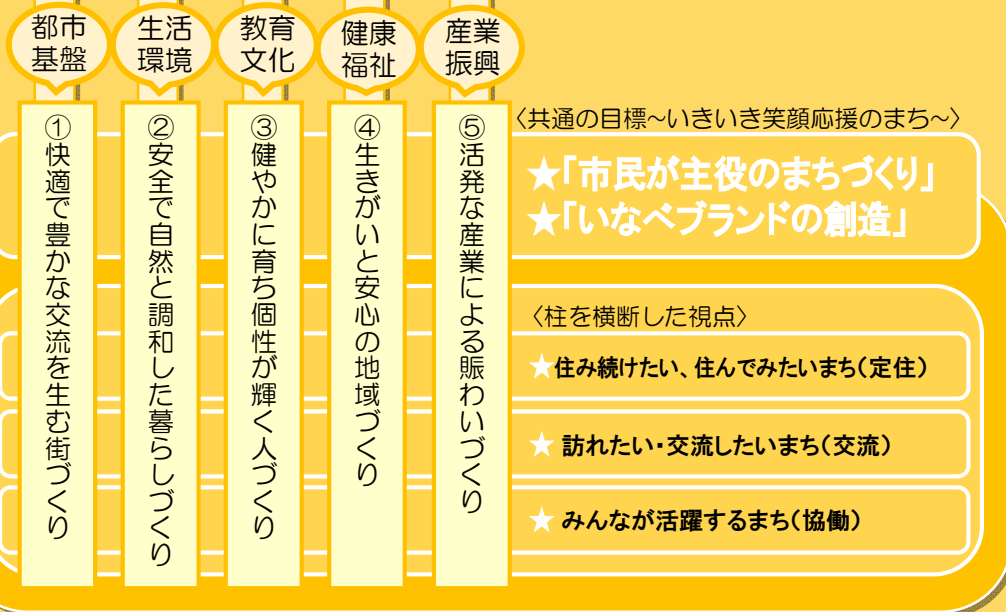 都市
基盤
生活
環境
教育
文化
健康
福祉
産業
振興
①快適で豊かな交流を生む街づくり
②安全で自然と調和した暮らしづくり
③健やかに育ち個性が輝く人づくり
④生きがいと安心の地域づくり
⑤活発な産業による賑わいづくり
〈共通の目標~いきいき笑顔応援のまち~〉
★「市民が主役のまちづくり」
★「いなべブランドの創造」
〈柱を横断した視点〉
★住み続けたい、住んでみたいまち(定住)
★ 訪れたい・交流したいまち(交流)
★ みんなが活躍するまち(協働)